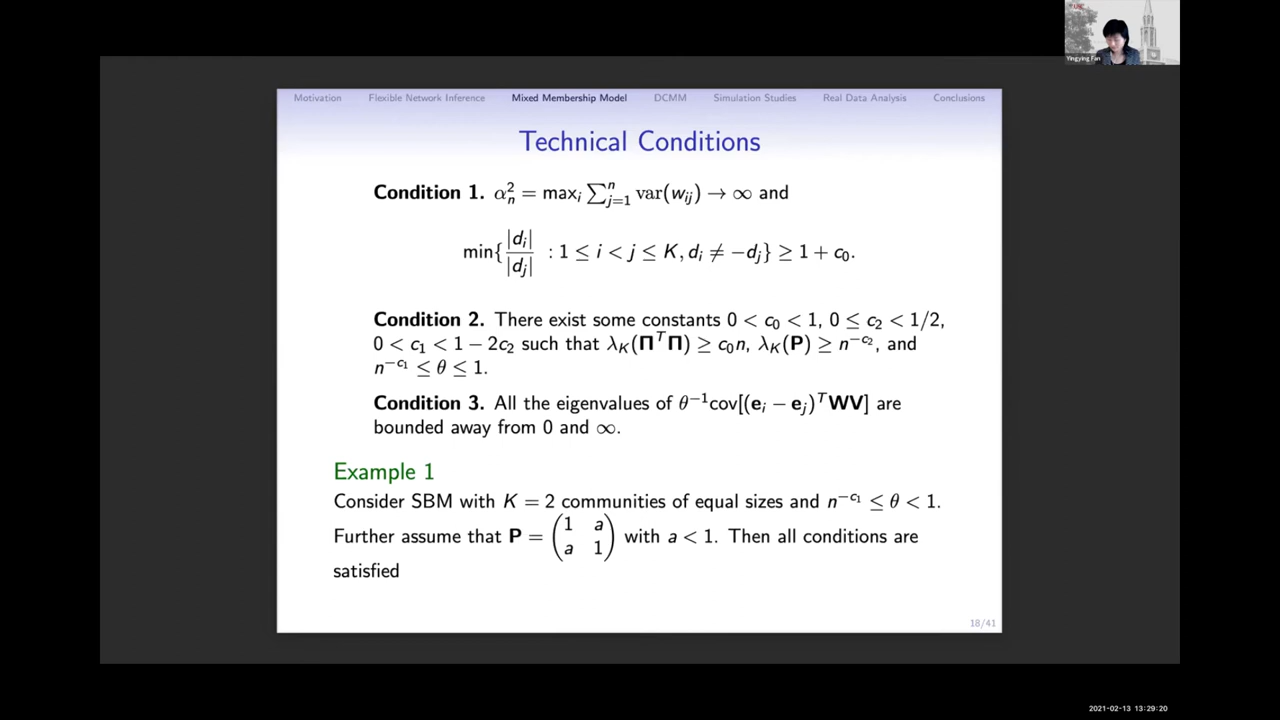 USC
Yingying Fan
Motivation Flexible Network Inference Mixed Membership Model DCMM Simulation Studies Real Data Analysis Conclusions
Technical Conditions
Condition 1. α_n^2 = max_i ∑_{j=1}^n var(w_{ij}) → ∞ and
min{ |d_i| / |d_j| : 1 ≤ i < j ≤ K, d_i ≠ −d_j} ≥ 1 + c_0.
Condition 2. There exist some constants 0 < c_0 < 1, 0 ≤ c_2 < 1/2,
0 < c_1 < 1 − 2c_2 such that λ_K(Π^T Π) ≥ c_0 n, λ_K(P) ≥ n^{−c_2}, and
n^{−c_1} ≤ θ ≤ 1.
Condition 3. All the eigenvalues of θ^{−1}cov[(e_i − e_j)^T WV] are
bounded away from 0 and ∞.
Example 1
Consider SBM with K = 2 communities of equal sizes and n^{−c_1} ≤ θ < 1.
Further assume that P = (1 a; a 1) with a < 1. Then all conditions are
satisfied
18/41
2021-02-13 13:29:20